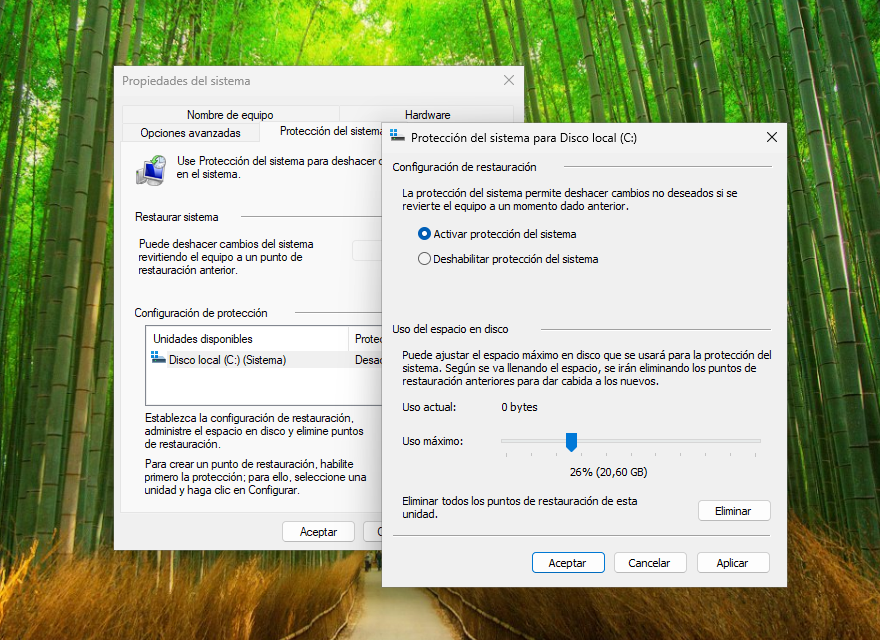 Propiedades del sistema
Nombre de equipo
Hardware
Opciones avanzadas
Protección del sistema
Use Protección del sistema para deshacer
en el sistema.
Restaurar sistema
Puede deshacer cambios del sistema
revirtiendo el equipo a un punto de
restauración anterior.
Configuración de protección
Unidades disponibles
Disco local (C:) (Sistema)
Establezca la configuración de restauración,
administre el espacio en disco y elimine puntos
de restauración.
Para crear un punto de restauración, habilite
primero la protección; para ello, seleccione una
unidad y haga clic en Configurar.
Aceptar
Protección del sistema para Disco local (C:)
Configuración de restauración
La protección del sistema permite deshacer cambios no deseados si se
revierte el equipo a un momento dado anterior.
Activar protección del sistema
Deshabilitar protección del sistema
Uso del espacio en disco
Puede ajustar el espacio máximo en disco que se usará para la protección del
sistema. Según se va llenando el espacio, se irán eliminando los puntos de
restauración anteriores para dar cabida a los nuevos.
Uso actual:
0 bytes
Uso máximo:
26% (20,60 GB)
Eliminar todos los puntos de restauración de esta
unidad.
Eliminar
Aceptar
Cancelar
Aplicar